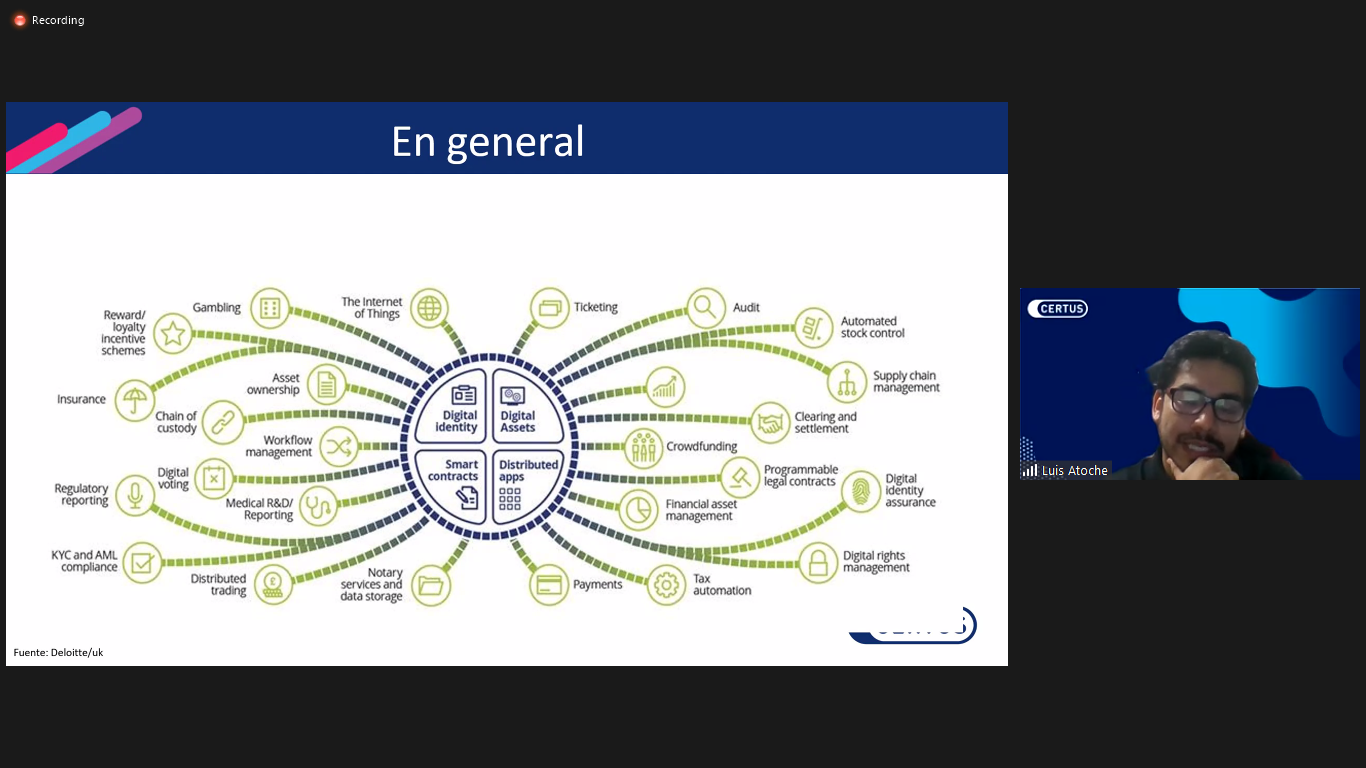 Recording
En general
Gambling
The Internet
of Things
Ticketing
Audit
Reward/
loyalty
incentive
schemes
Automated
stock control
Asset
ownership
Supply chain
management
Insurance
Chain of
custody
Digital
identity
Digital
Assets
Clearing and
settlement
Workflow
management
Crowdfunding
Digital
voting
Smart
contracts
Distributed
apps
Programmable
legal contracts
Regulatory
reporting
Medical R&D/
Reporting
Financial asset
management
Digital
identity
assurance
KYC and AML
compliance
Distributed
trading
Notary
services and
data storage
Payments
Tax
automation
Digital rights
management
Fuente: Deloitte/uk
CERTUS
Luis Atoche